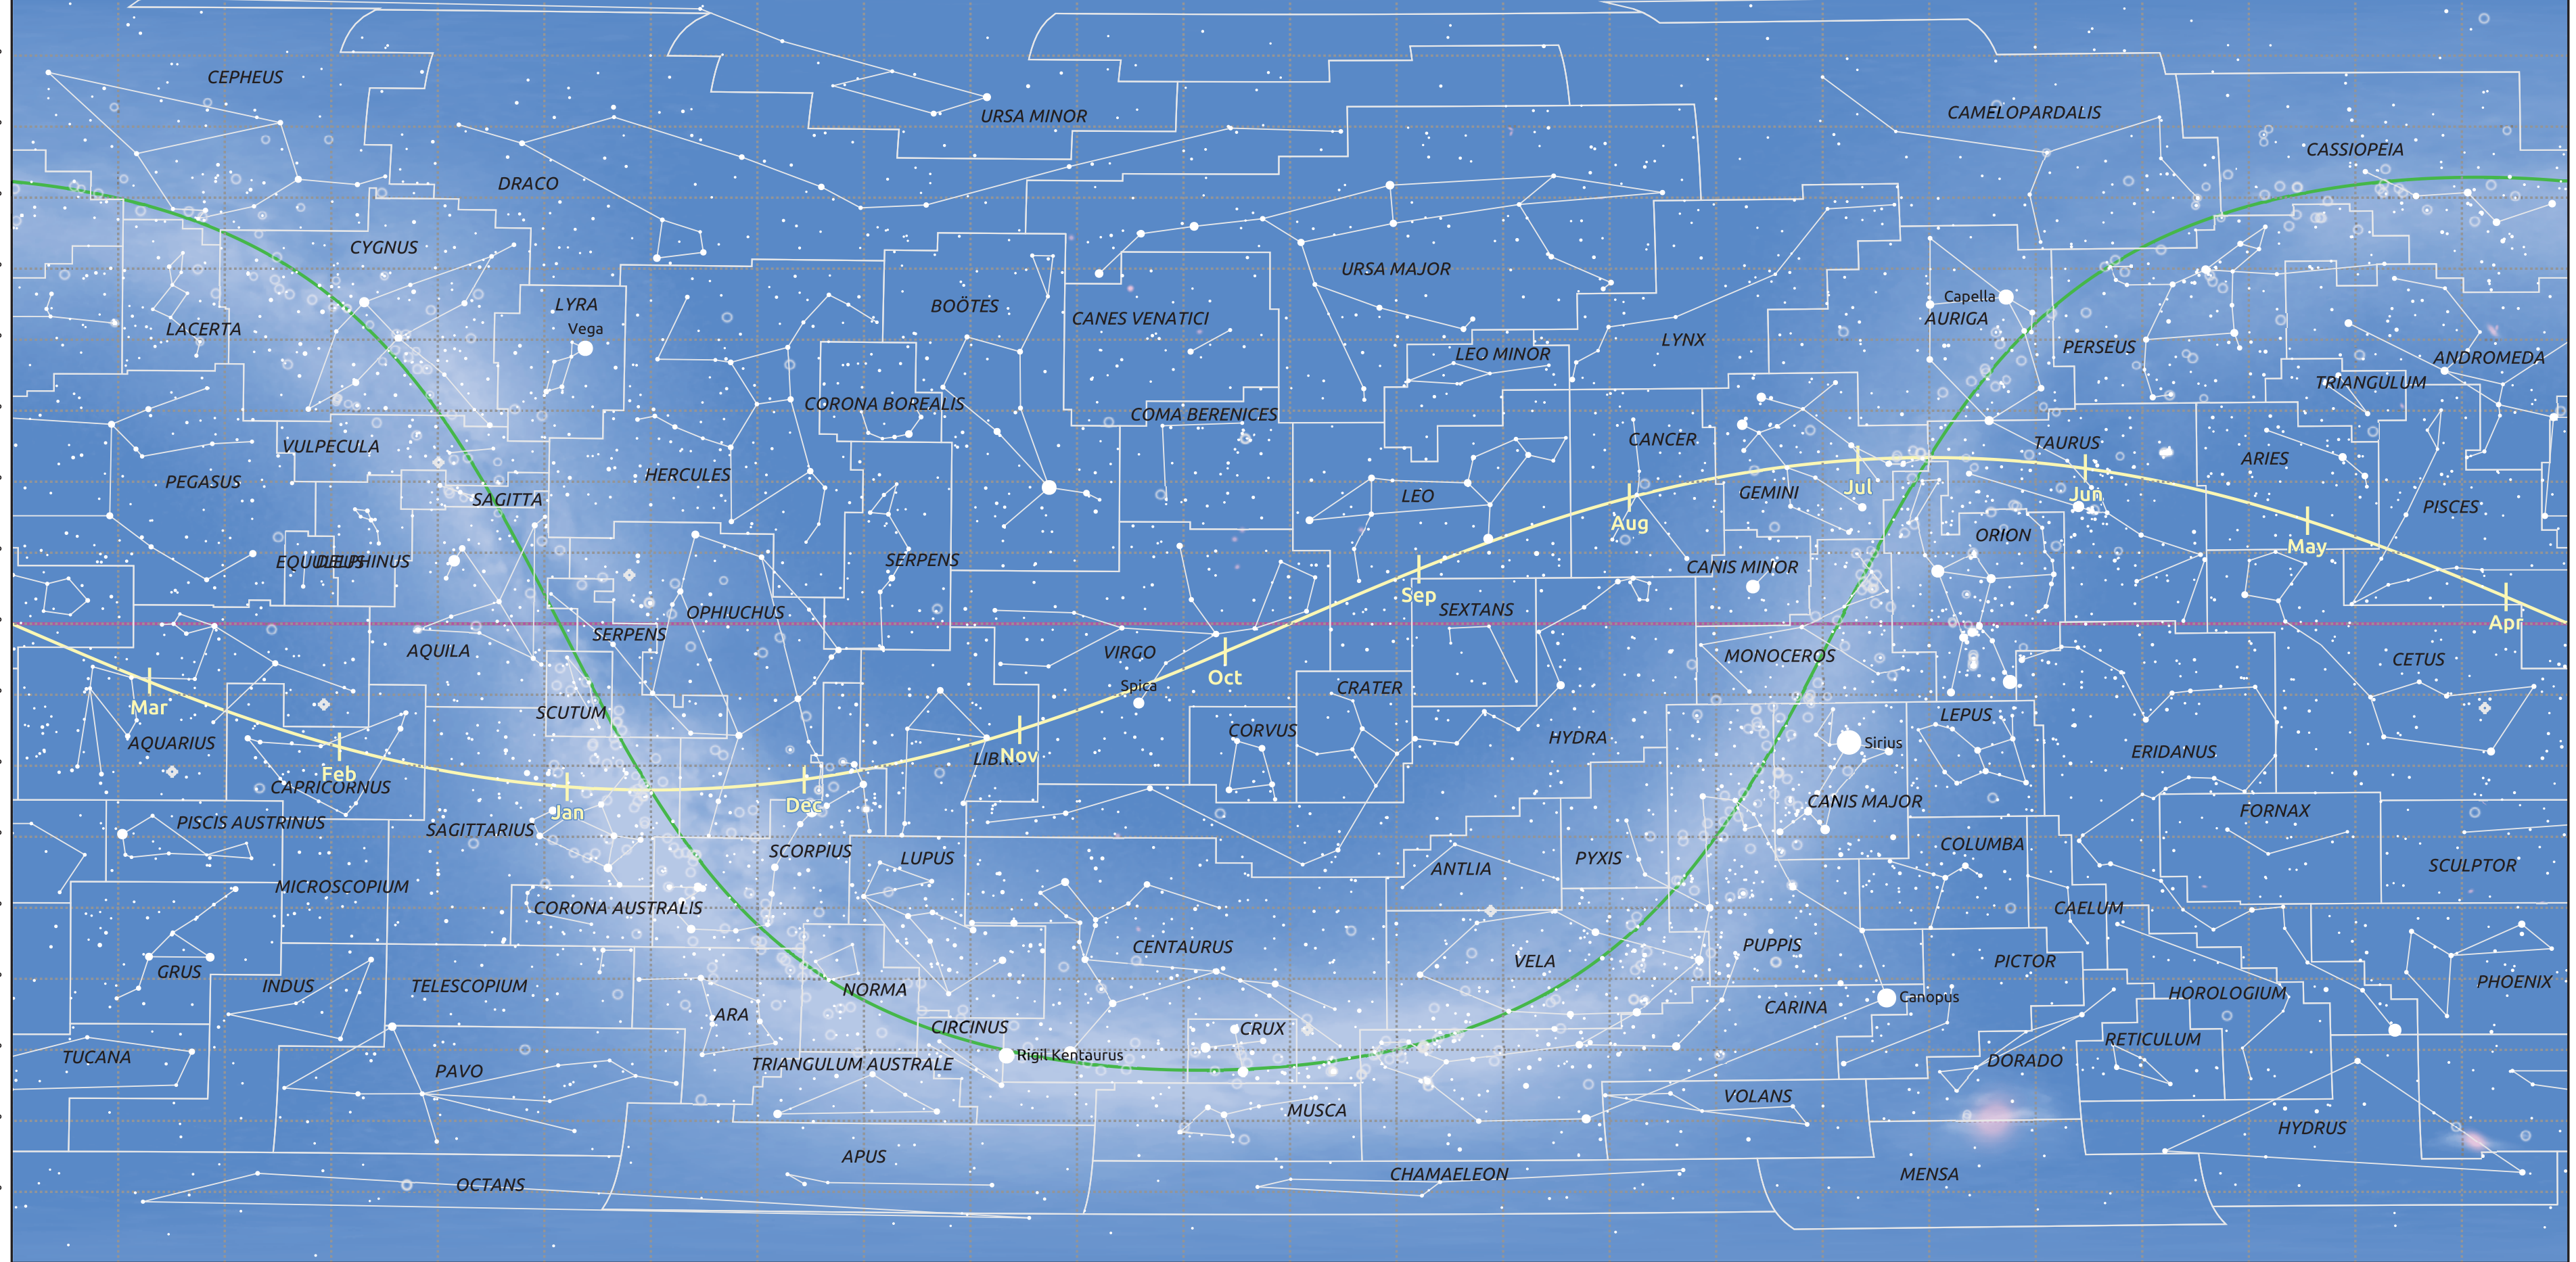 CEPHEUS
URSA MINOR
CAMELOPARDALIS
CASSIOPEIA
DRACO
CYGNUS
URSA MAJOR
LYRA
Vega
BOÖTES
CANES VENATICI
Capella
AURIGA
LACERTA
LEO MINOR
LYNX
PERSEUS
ANDROMEDA
TRIANGULUM
CORONA BOREALIS
COMA BERENICES
VULPECULA
CANCER
TAURUS
ARIES
PEGASUS
HERCULES
SAGITTA
LEO
GEMINI
Jul
Jun
PISCES
Aug
ORION
May
EQUULEUS
DELPHINUS
SERPENS
CANIS MINOR
Sep
SEXTANS
OPHIUCHUS
SERPENS
Apr
AQUILA
VIRGO
MONOCEROS
CETUS
Oct
Spica
CRATER
Mar
SCUTUM
LEPUS
AQUARIUS
CORVUS
HYDRA
Sirius
ERIDANUS
LIBRA
Nov
Feb
CAPRICORNUS
Jan
Dec
CANIS MAJOR
FORNAX
PISCIS AUSTRINUS
SAGITTARIUS
SCORPIUS
LUPUS
ANTLIA
PYXIS
COLUMBA
SCULPTOR
MICROSCOPIUM
CORONA AUSTRALIS
CAELUM
CENTAURUS
PUPPIS
GRUS
VELA
PICTOR
INDUS
TELESCOPIUM
NORMA
HOROLOGIUM
PHOENIX
Canopus
ARA
CARINA
CIRCINUS
CRUX
RETICULUM
TUCANA
Rigil Kentaurus
TRIANGULUM AUSTRALE
DORADO
PAVO
VOLANS
MUSCA
HYDRUS
APUS
CHAMAELEON
MENSA
OCTANS